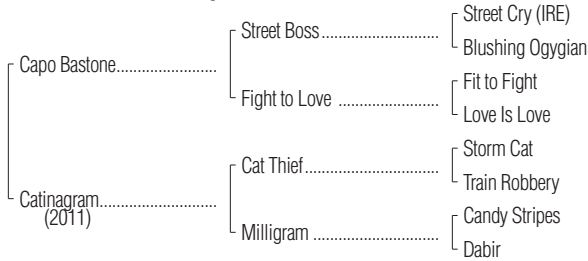 Street Cry (IRE)
Street Boss......................
Blushing Ogygian
Capo Bastone.......................
Fit to Fight
Fight to Love ...................
Love Is Love
Storm Cat
Cat Thief.........................
Train Robbery
Catinagram.......................
(2011)
Candy Stripes
Milligram ........................
Dabir